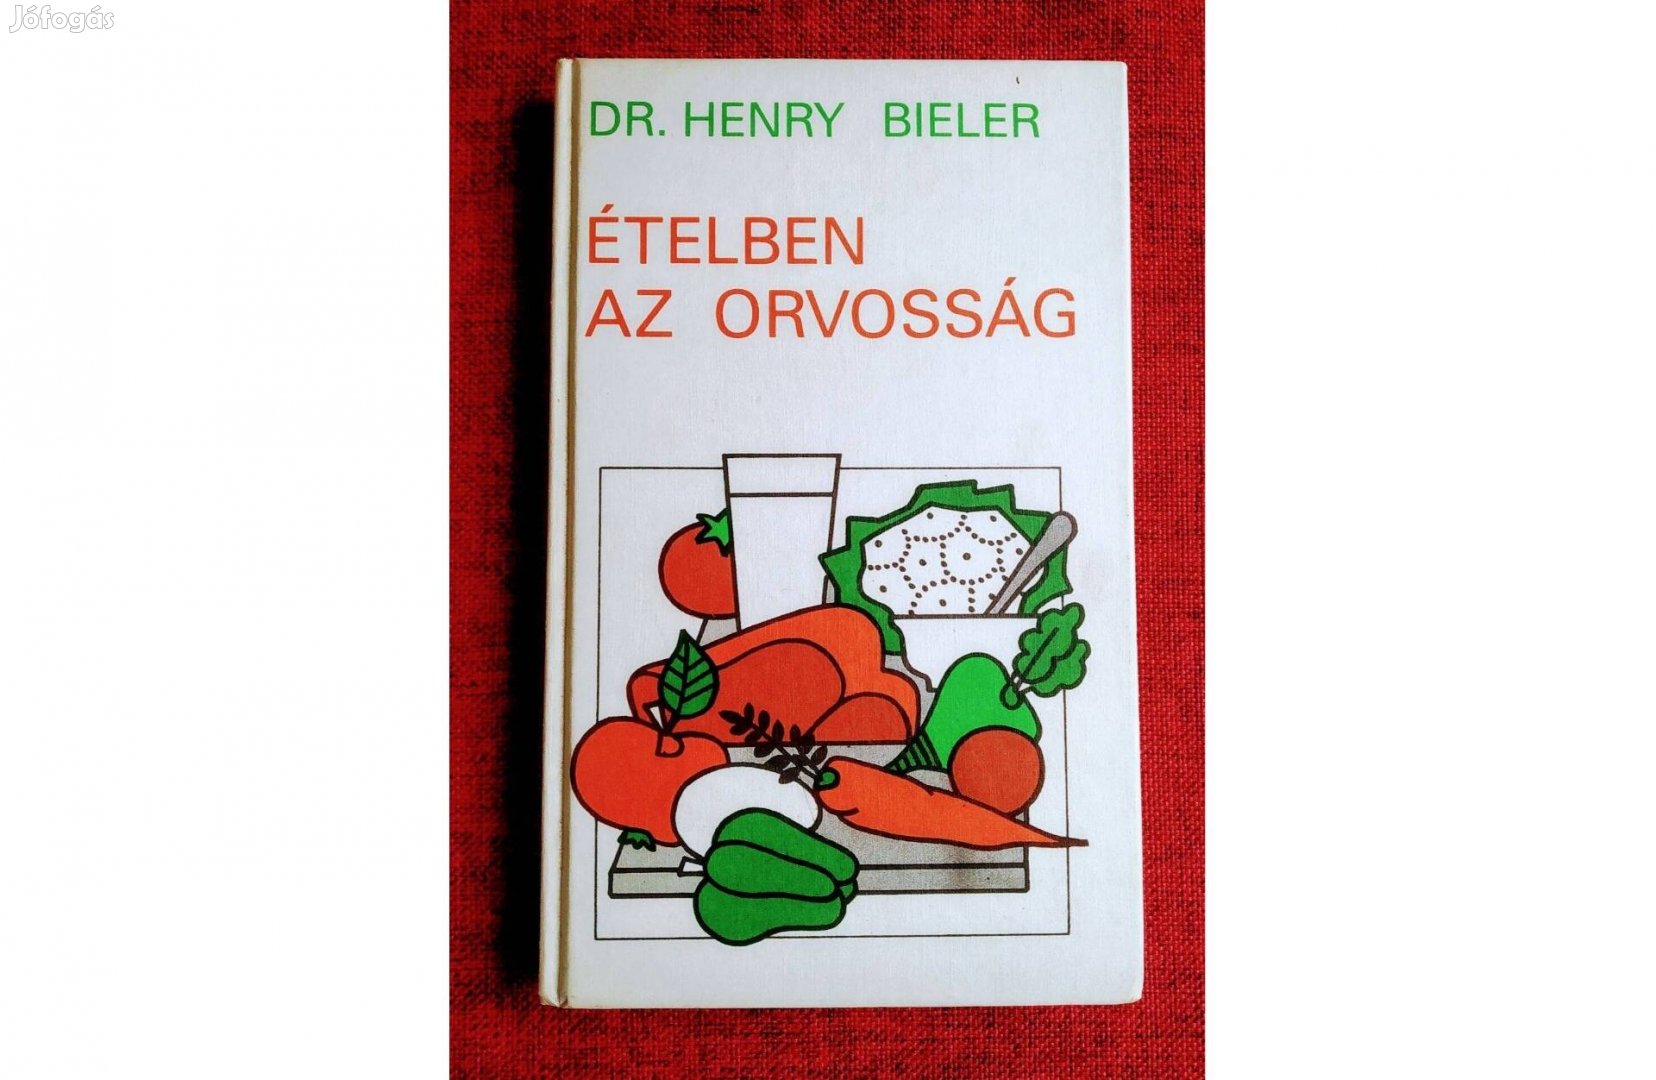 Jófogás
DR. HENRY BIELER
ÉTELBEN
AZ ORVOSSÁG